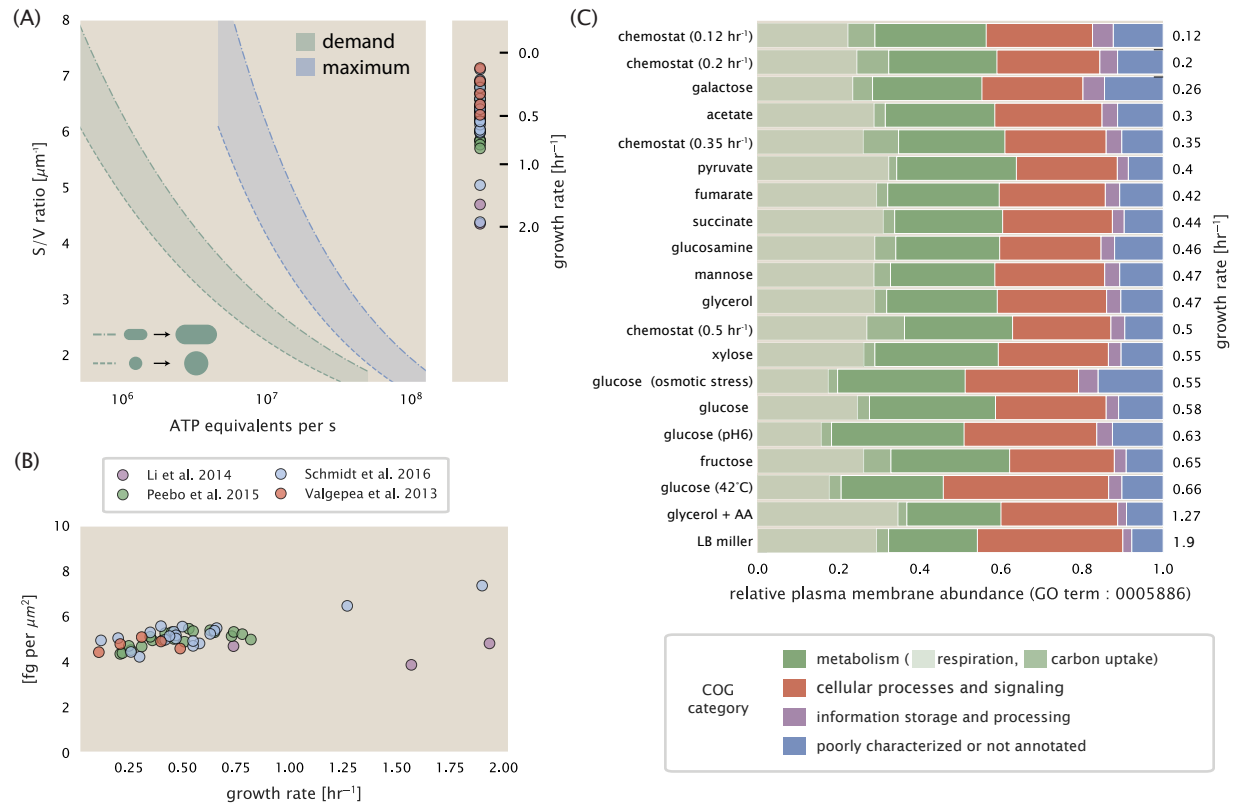 (A)
8
7
6
5
4
3
2
S/V ratio [μm⁻¹]
demand
maximum
10⁶
10⁷
10⁸
ATP equivalents per s
0.0
0.5
1.0
2.0
growth rate [hr⁻¹]
(B)
Li et al. 2014
Schmidt et al. 2016
Peebo et al. 2015
Valgepea et al. 2013
10
8
6
4
2
0
[fg per μm²]
0.25
0.50
0.75
1.00
1.25
1.50
1.75
2.00
growth rate [hr⁻¹]
(C)
chemostat (0.12 hr⁻¹) 0.12
chemostat (0.2 hr⁻¹) 0.2
galactose 0.26
acetate 0.3
chemostat (0.35 hr⁻¹) 0.35
pyruvate 0.4
fumarate 0.42
succinate 0.44
glucosamine 0.46
mannose 0.47
glycerol 0.47
chemostat (0.5 hr⁻¹) 0.5
xylose 0.55
glucose (osmotic stress) 0.55
glucose 0.58
glucose (pH6) 0.63
fructose 0.65
glucose (42°C) 0.66
glycerol + AA 1.27
LB miller 1.9
growth rate [hr⁻¹]
0.0
0.2
0.4
0.6
0.8
1.0
relative plasma membrane abundance (GO term : 0005886)
COG
category
metabolism ( respiration, carbon uptake)
cellular processes and signaling
information storage and processing
poorly characterized or not annotated